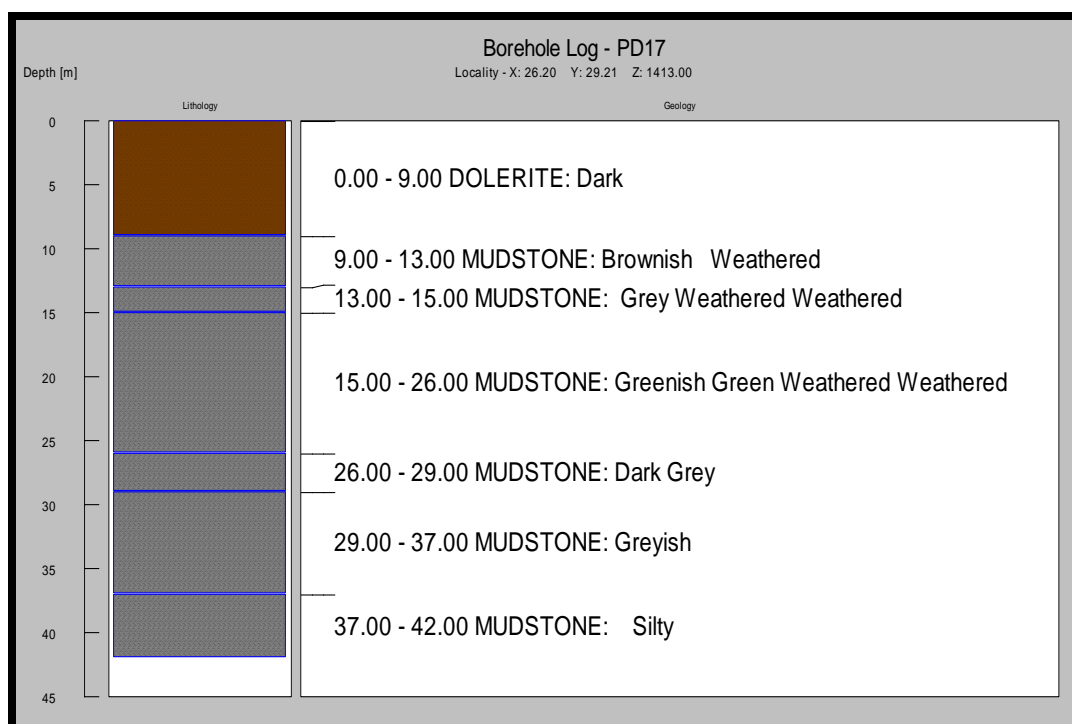 Borehole Log - PD17
Depth [m]
Locality - X: 26.20 Y: 29.21 Z: 1413.00
Lithology
Geology
0
5
10
15
20
25
30
35
40
45
0.00 - 9.00 DOLERITE: Dark
9.00 - 13.00 MUDSTONE: Brownish Weathered
13.00 - 15.00 MUDSTONE: Grey Weathered Weathered
15.00 - 26.00 MUDSTONE: Greenish Green Weathered Weathered
26.00 - 29.00 MUDSTONE: Dark Grey
29.00 - 37.00 MUDSTONE: Greyish
37.00 - 42.00 MUDSTONE: Silty